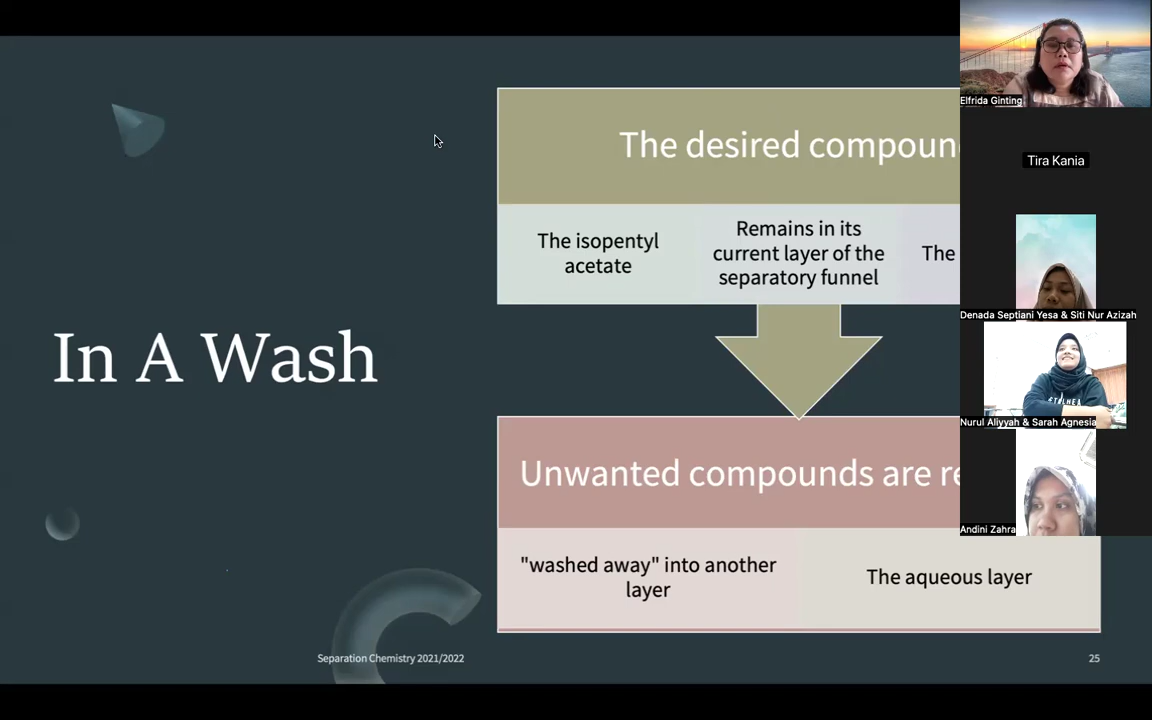 In A Wash
The desired compoun
The isopentyl
acetate
Remains in its
current layer of the
separatory funnel
The
Unwanted compounds are re
"washed away" into another
layer
The aqueous layer
Separation Chemistry 2021/2022
25
Elfrida Ginting
Tira Kania
Denada Septiani Yesa & Siti Nur Azizah
Nurul Aliyyah & Sarah Agnesia
Andini Zahra